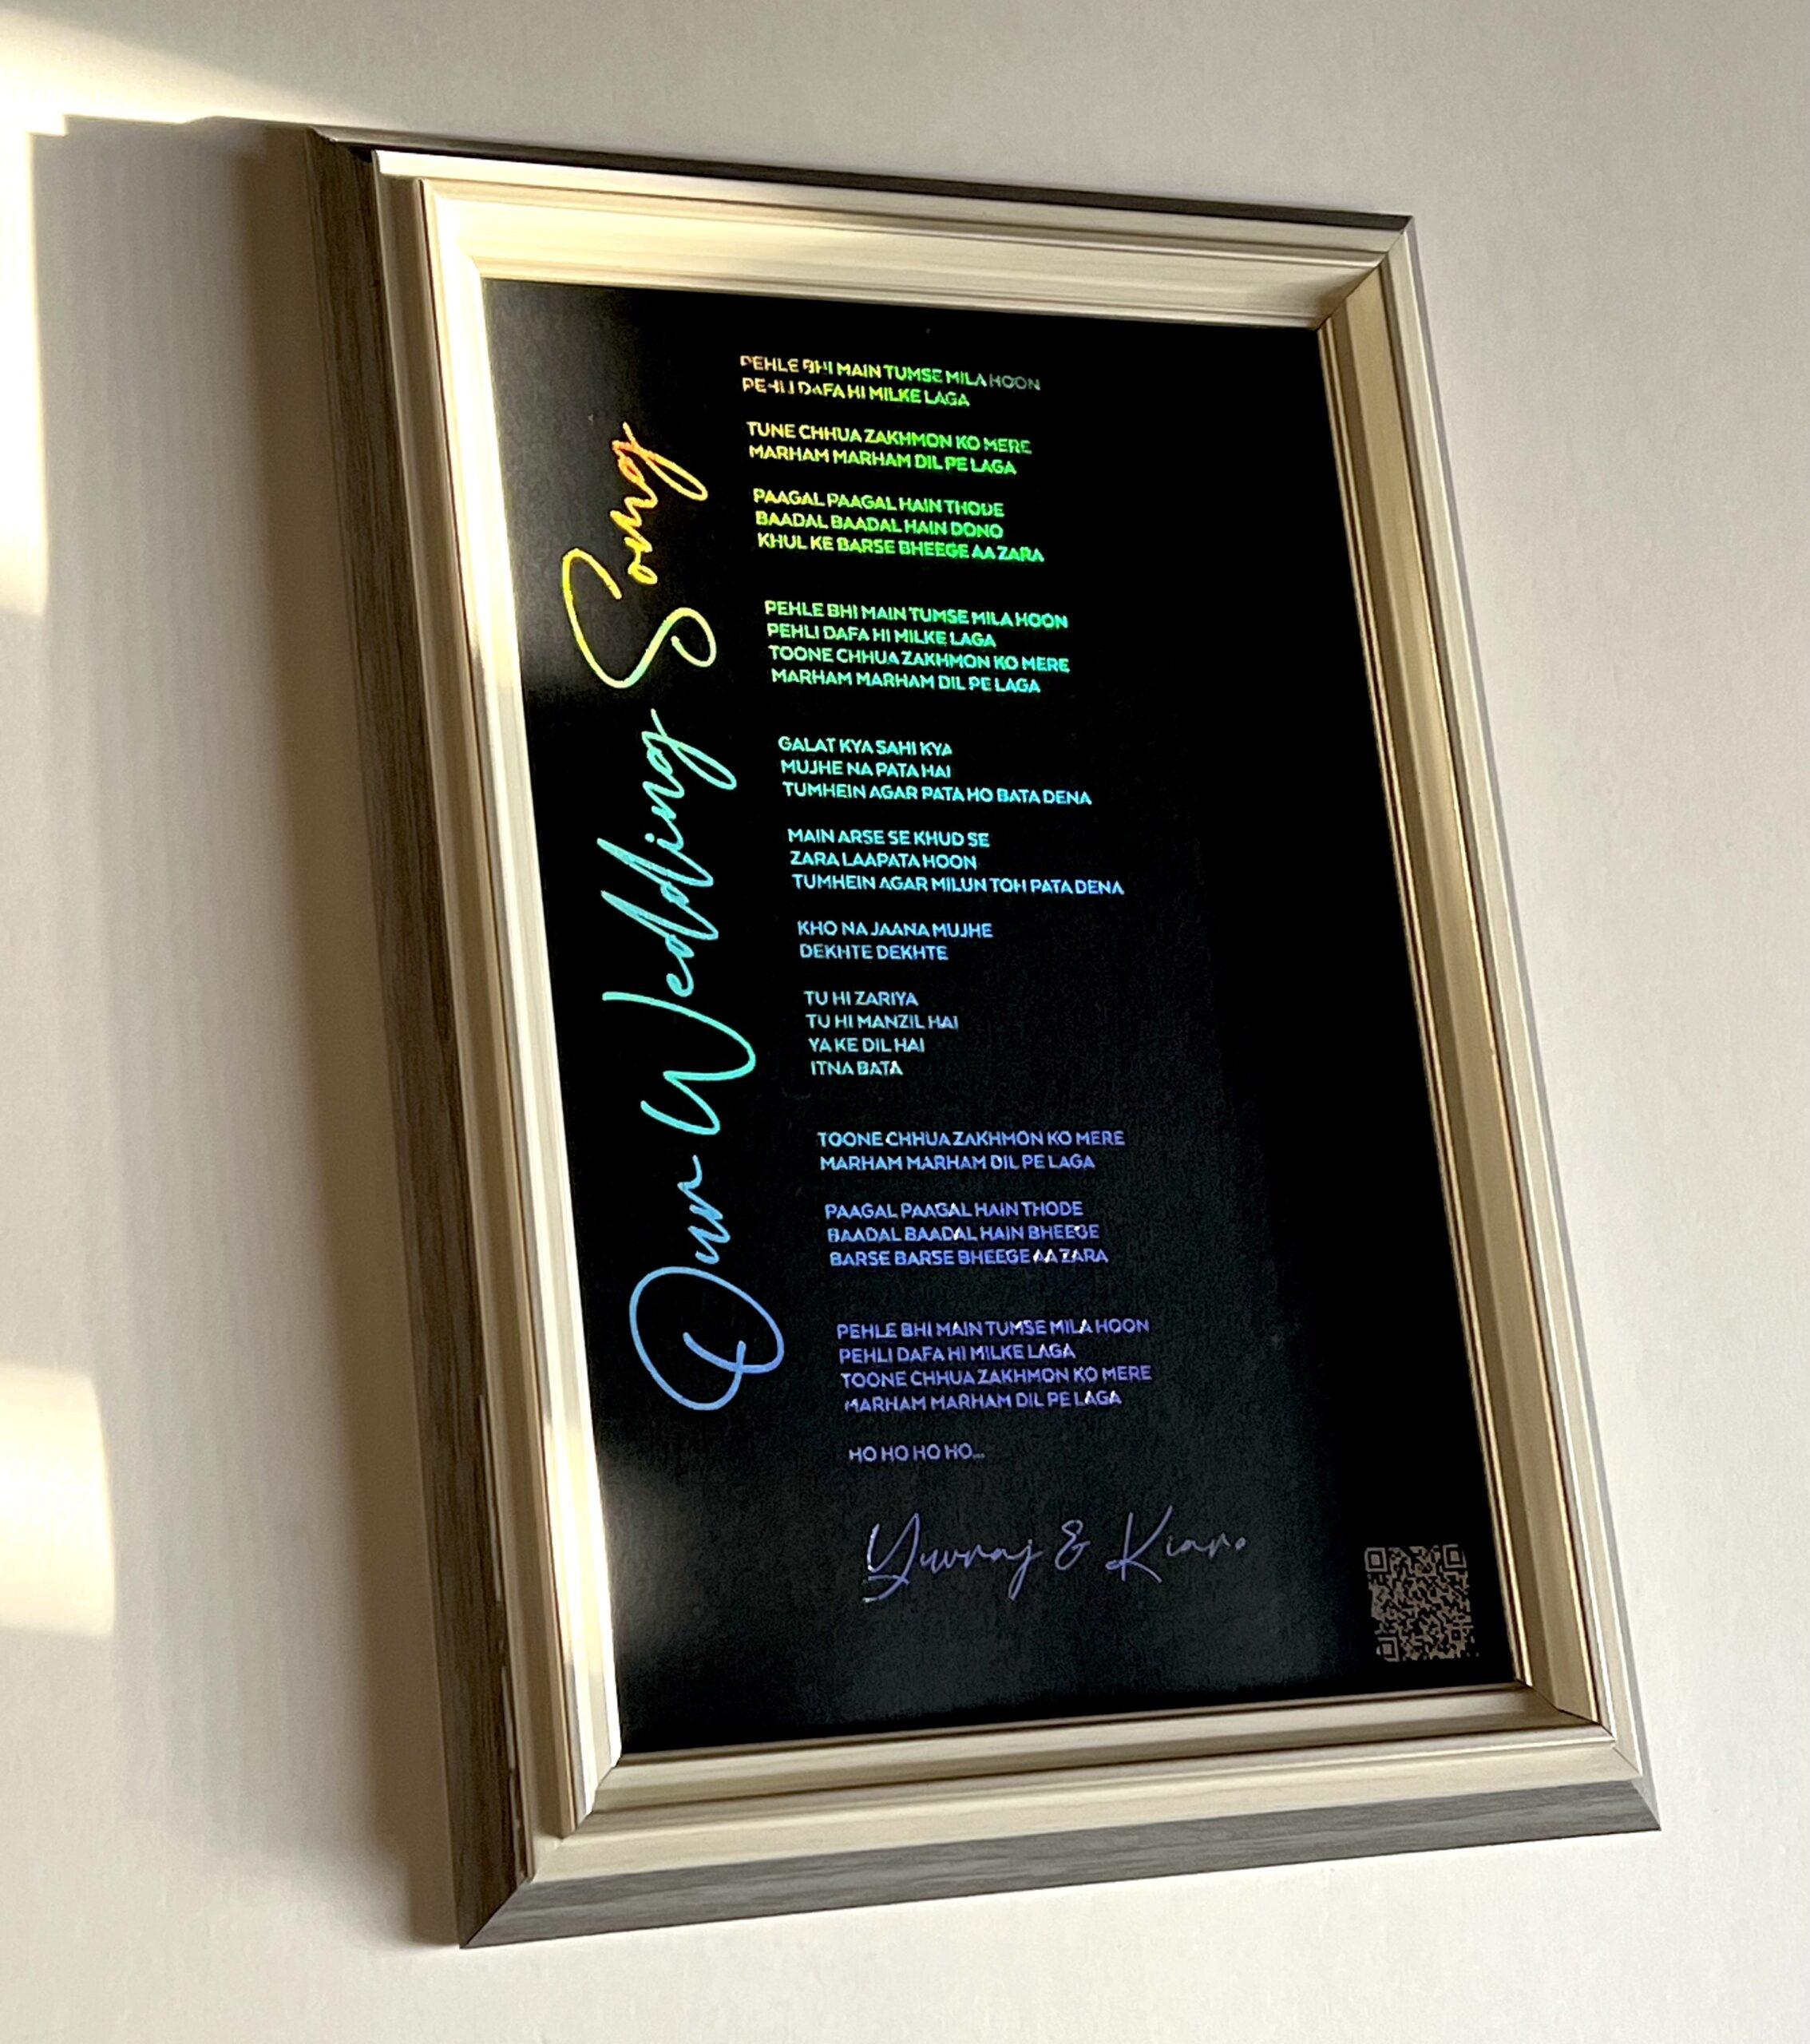 Our Wedding Song
PEHLE BHI MAIN TUMSE MILA HOON
PEHLI DAFA HI MILKE LAGA
TUNE CHHUA ZAKHMON KO MERE
MARHAM MARHAM DIL PE LAGA
PAAGAL PAAGAL HAIN THODE
BAADAL BAADAL HAIN DONO
KHUL KE BARSE BHEEGE AA ZARA
PEHLE BHI MAIN TUMSE MILA HOON
PEHLI DAFA HI MILKE LAGA
TOONE CHHUA ZAKHMON KO MERE
MARHAM MARHAM DIL PE LAGA
GALAT KYA SAHI KYA
MUJHE NA PATA HAI
TUMHEIN AGAR PATA HO BATA DENA
MAIN ARSE SE KHUD SE
ZARA LAAPATA HOON
TUMHEIN AGAR MILUN TOH PATA DENA
KHO NA JAANA MUJHE
DEKHTE DEKHTE
TU HI ZARIYA
TU HI MANZIL HAI
YA KE DIL HAI
ITNA BATA
TOONE CHHUA ZAKHMON KO MERE
MARHAM MARHAM DIL PE LAGA
PAAGAL PAAGAL HAIN THODE
BAADAL BAADAL HAIN BHEEGE
BARSE BARSE BHEEGE AA ZARA
PEHLE BHI MAIN TUMSE MILA HOON
PEHLI DAFA HI MILKE LAGA
TOONE CHHUA ZAKHMON KO MERE
MARHAM MARHAM DIL PE LAGA
HO HO HO HO...
Yuvraj & Kiara